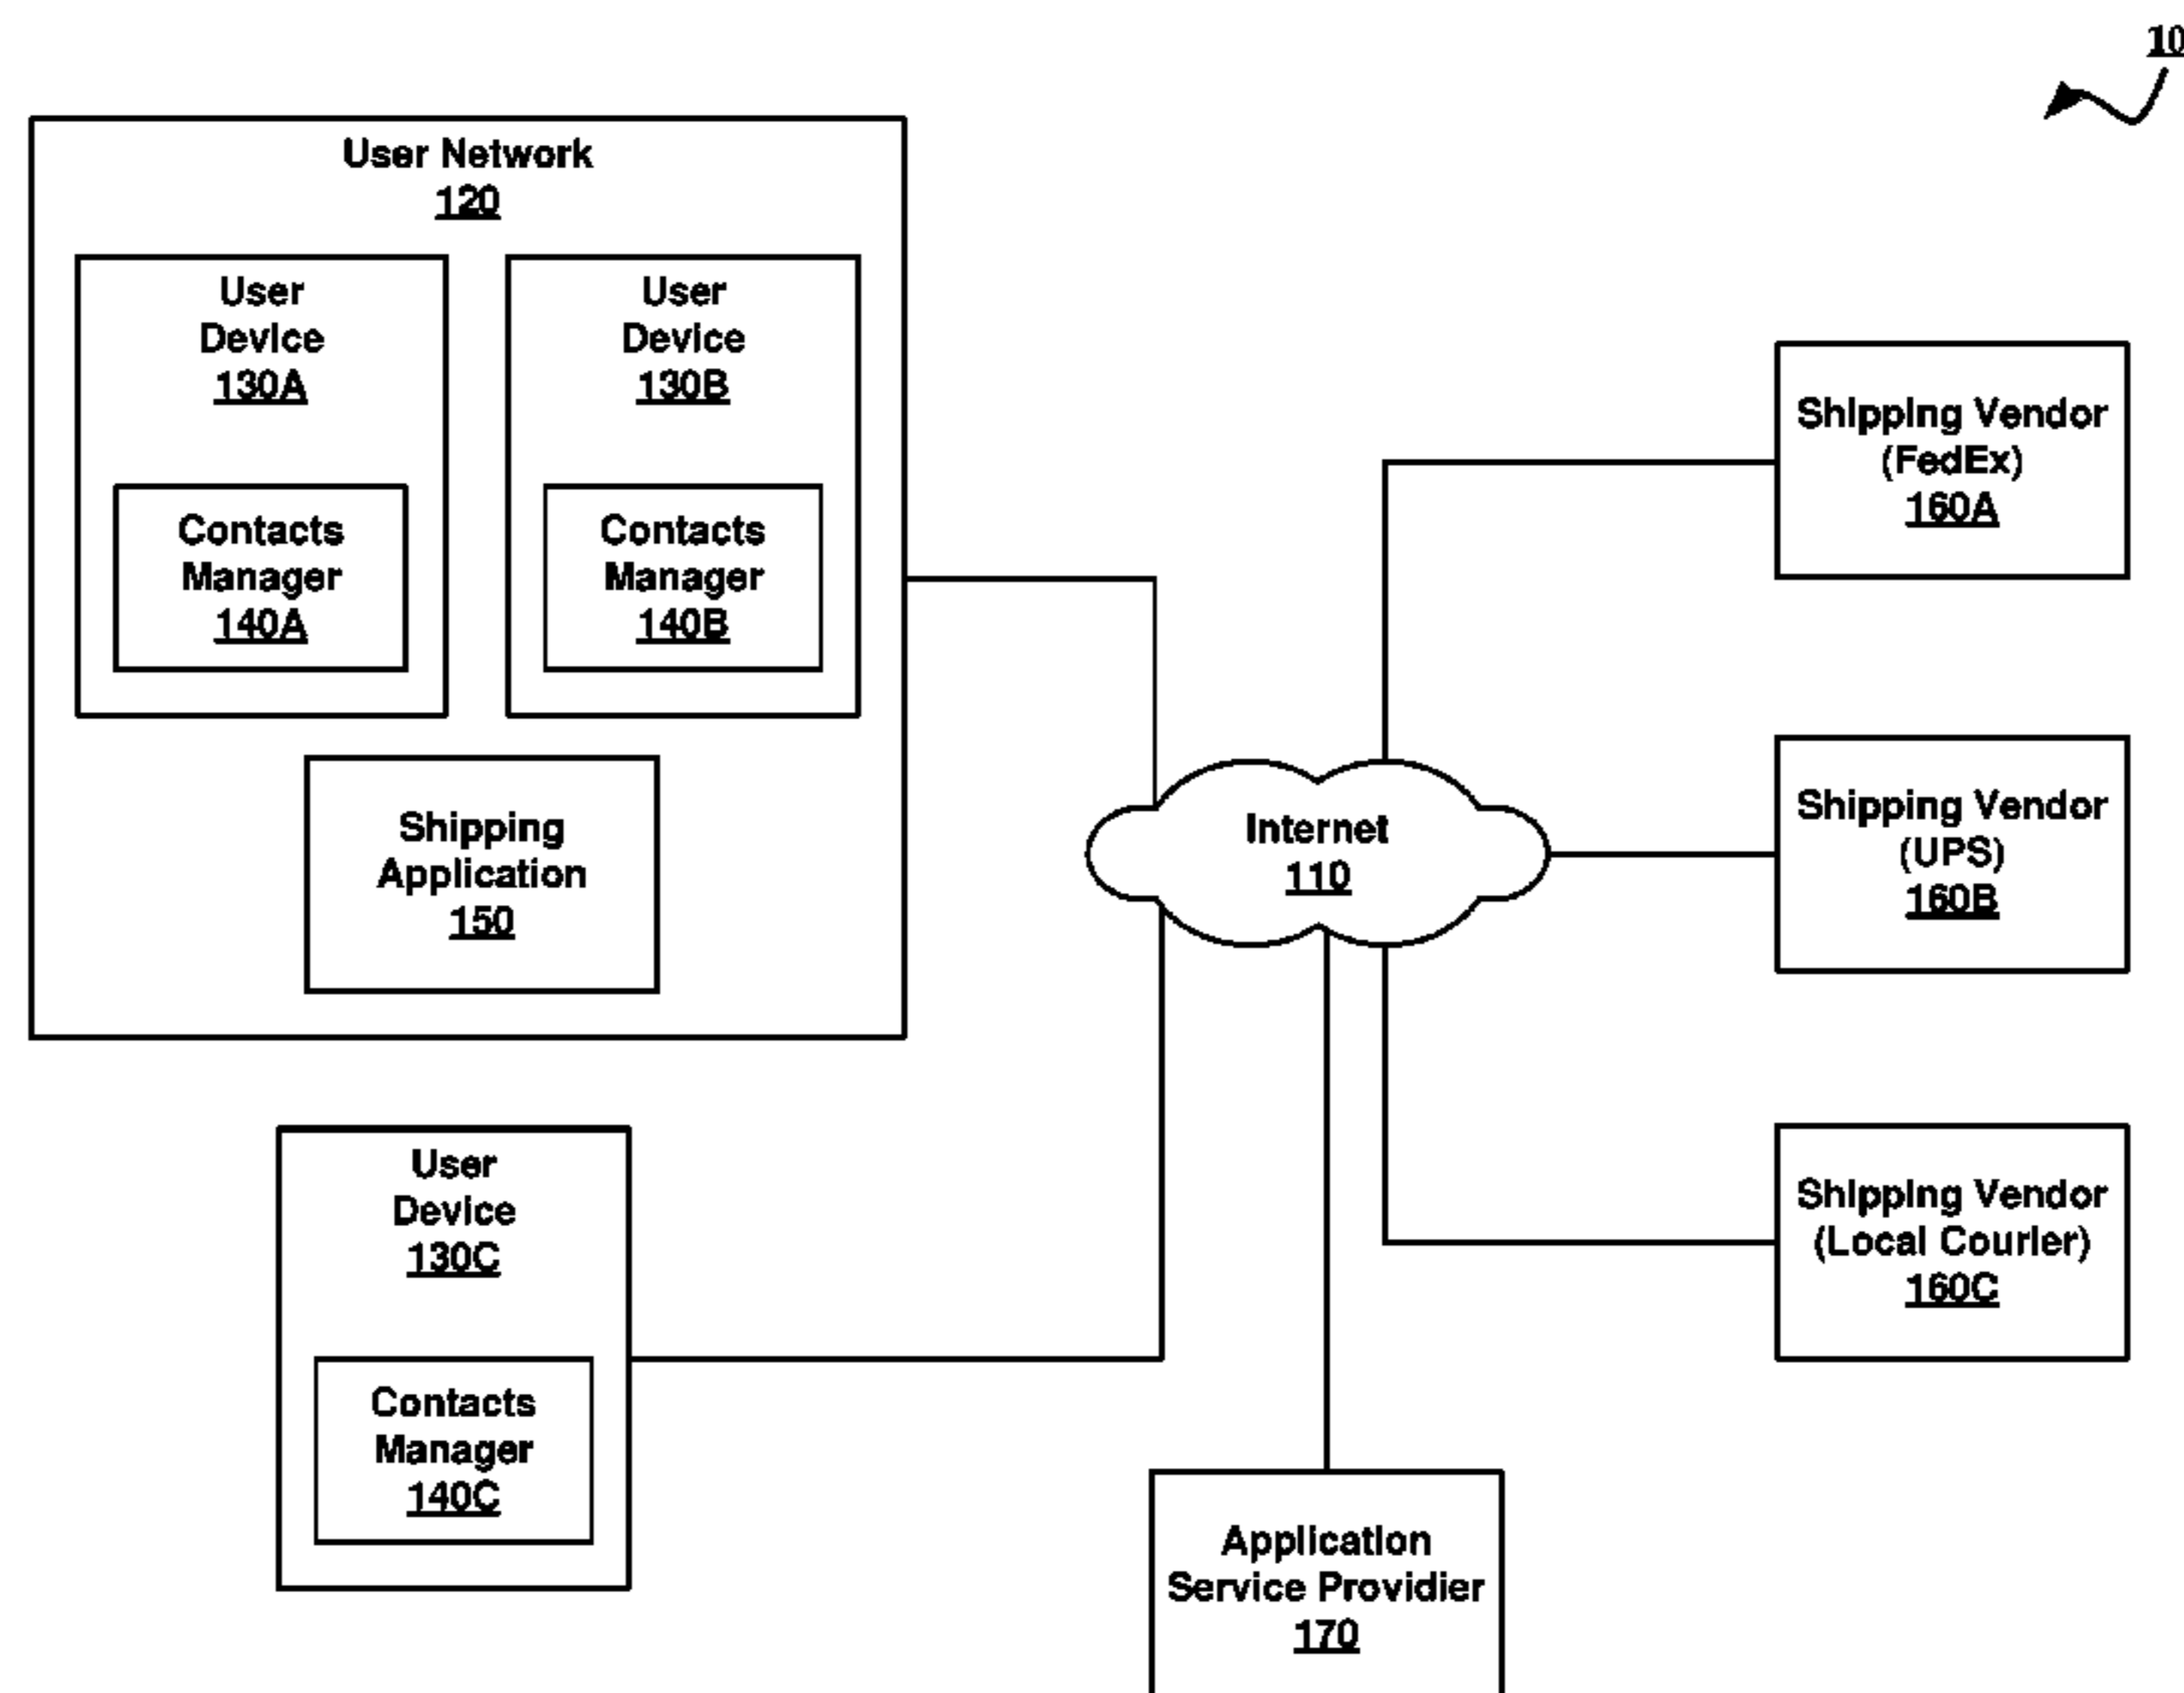 10
User Network
120
User
Device
130A
Contacts
Manager
140A
User
Device
130B
Contacts
Manager
140B
Shipping
Application
150
User
Device
130C
Contacts
Manager
140C
Internet
110
Shipping Vendor
(FedEx)
160A
Shipping Vendor
(UPS)
160B
Shipping Vendor
(Local Courier)
160C
Application
Service Providier
170